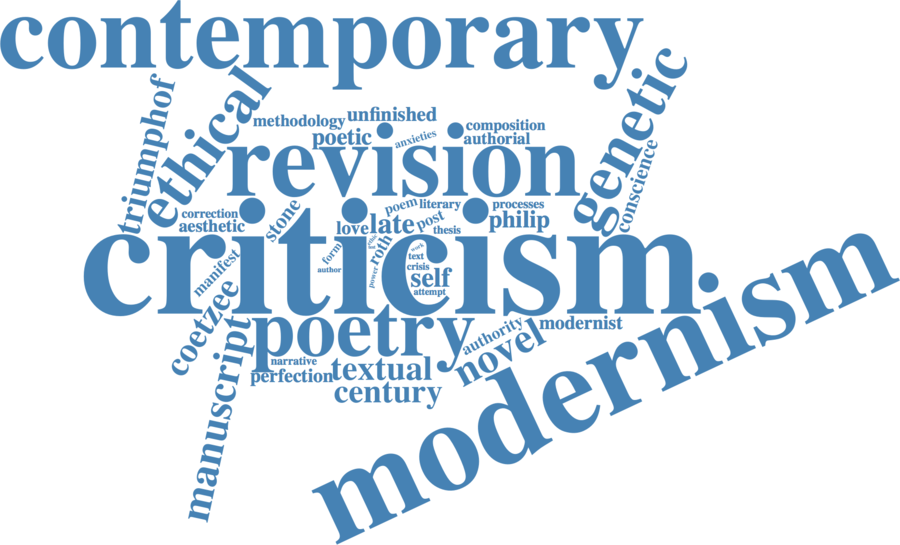 contemporary
triumphof
ethical
genetic
conscience
methodology
unfinished
poetic
anxieties
composition
authorial
revision
correction
aesthetic
stone
poem
literary
processes
love
late
post
thesis
philip
criticism
form
author
roth
power
work
text
crisis
self
attempt
manifest
coetzee
manuscript
poetry
authority
modernist
novel
narrative
perfection
textual
century
modernism